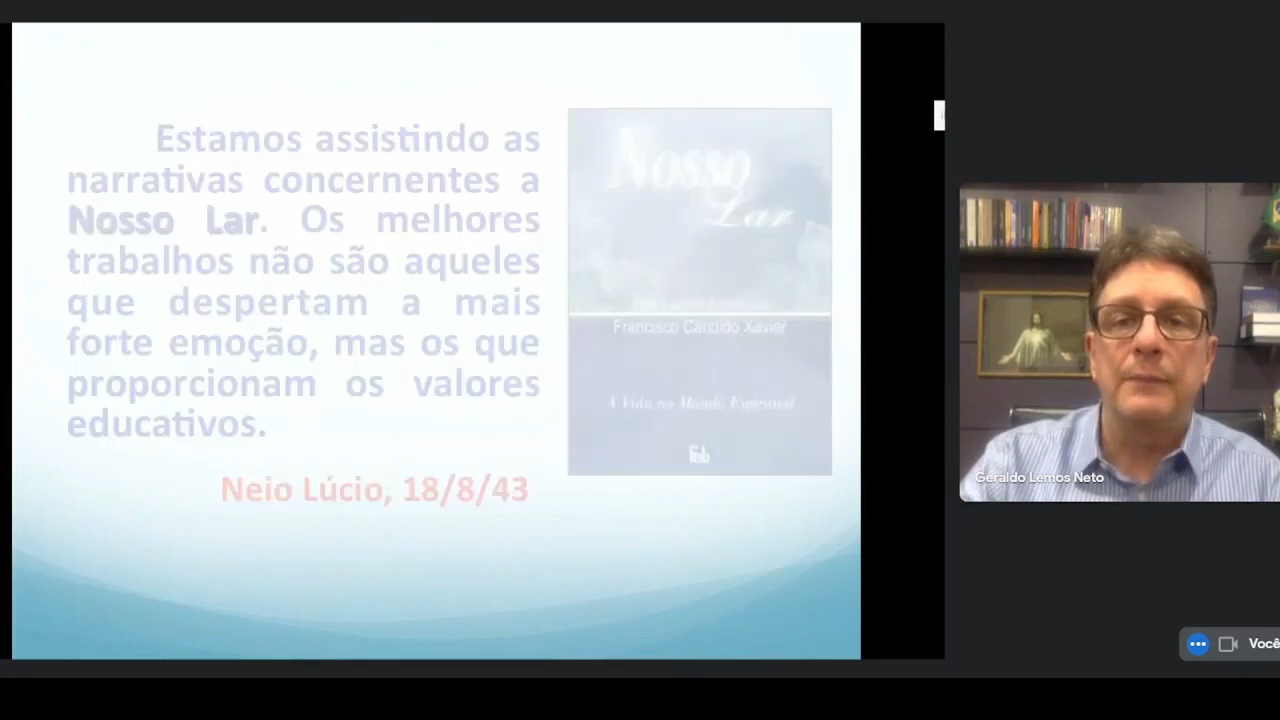 Estamos assistindo as
narrativas concernentes a
Nosso Lar. Os melhores
trabalhos não são aqueles
que despertam a mais
forte emoção, mas os que
proporcionam os valores
educativos.
Neio Lúcio, 18/8/43
Nosso
Lar
Francisco Cândido Xavier
A Vida no Mundo Espiritual
feb
Geraldo Lemos Neto
Você